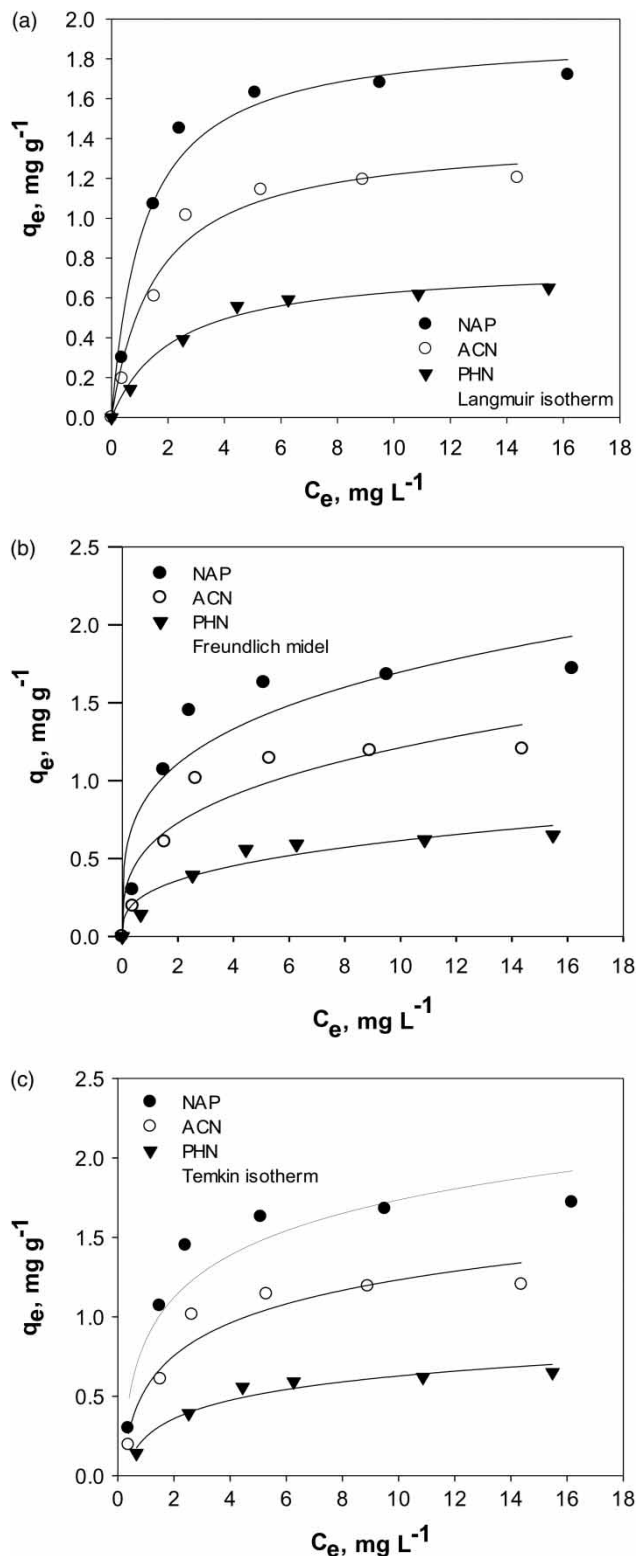 (a)
2.0
1.8
1.6
1.4
1.2
1.0
0.8
0.6
0.4
0.2
0.0
qe, mg g-1
NAP
ACN
PHN
Langmuir isotherm
0 2 4 6 8 10 12 14 16 18
Ce, mg L-1
(b)
2.5
2.0
1.5
1.0
0.5
0.0
qe, mg g-1
NAP
ACN
PHN
Freundlich midel
0 2 4 6 8 10 12 14 16 18
Ce, mg L-1
(c)
2.5
2.0
1.5
1.0
0.5
0.0
qe, mg g-1
NAP
ACN
PHN
Temkin isotherm
0 2 4 6 8 10 12 14 16 18
Ce, mg L-1